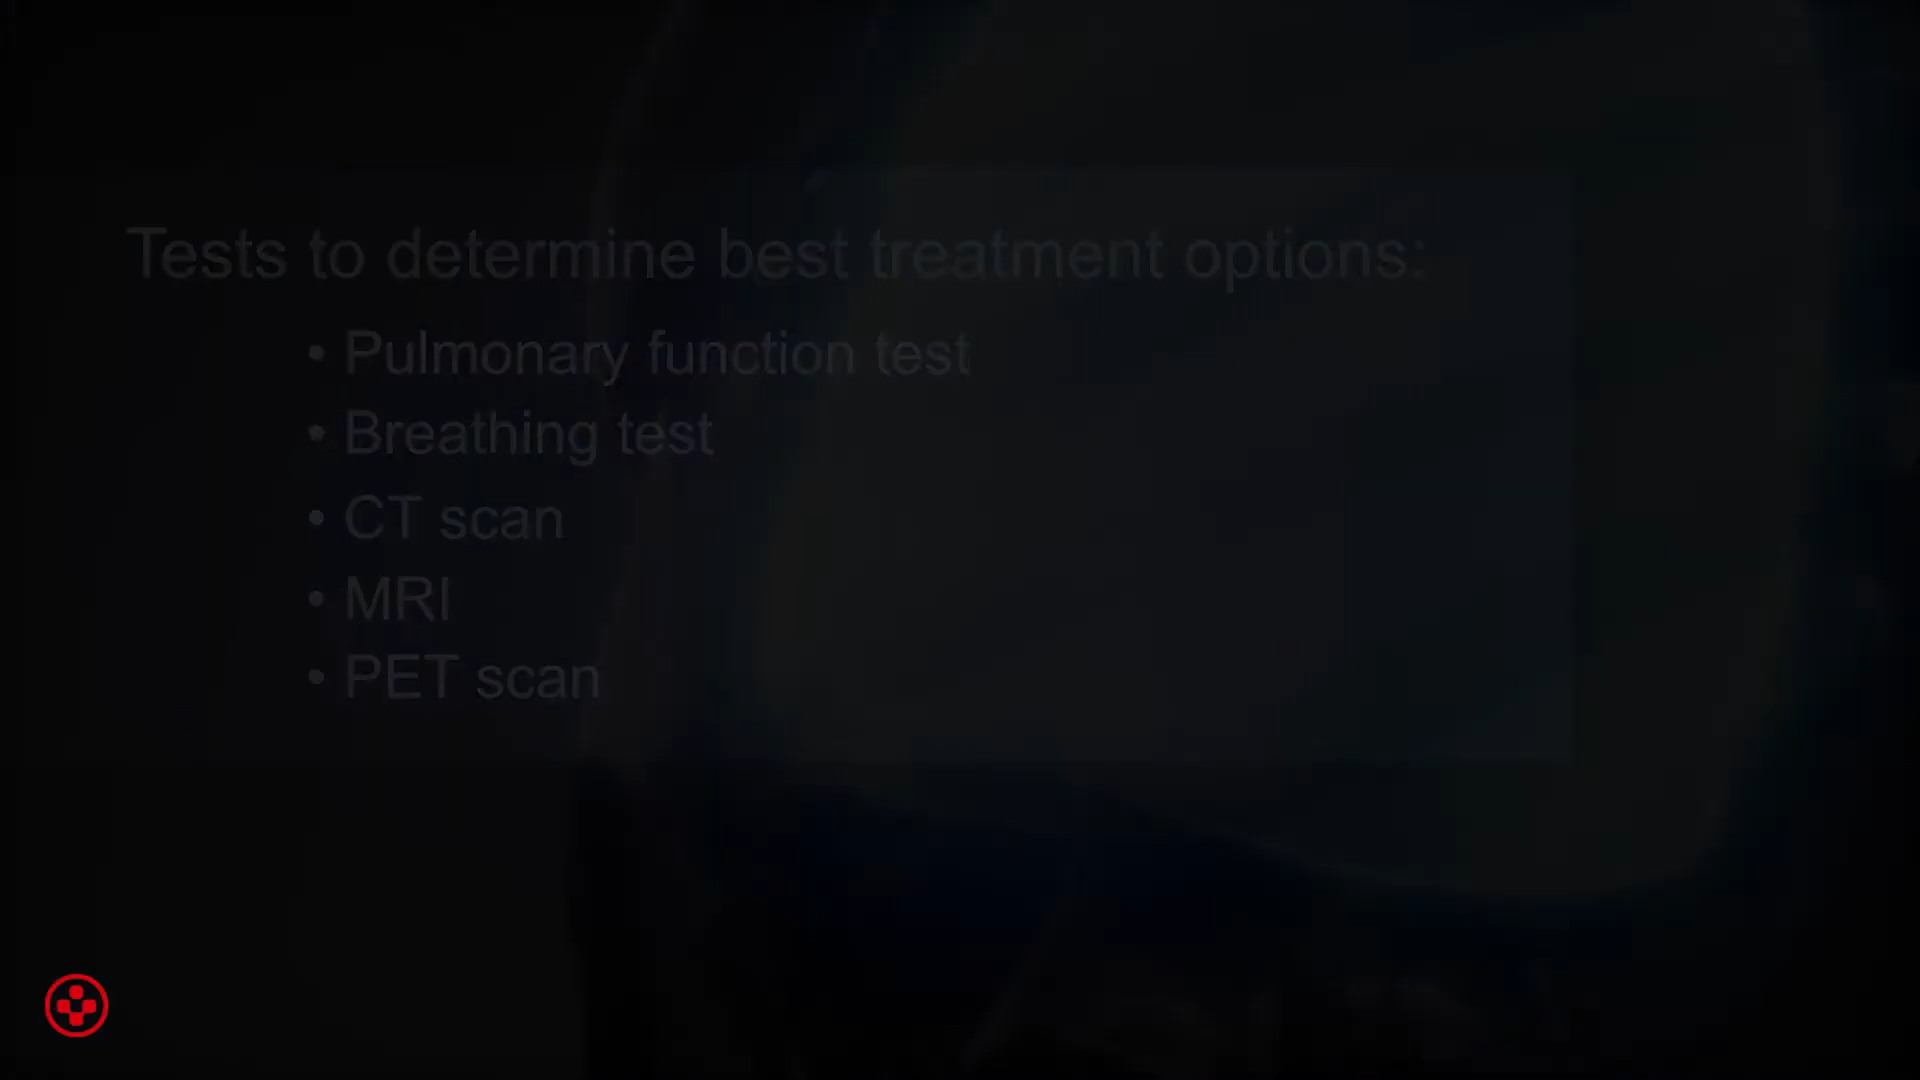 Tests to determine best treatment options:
• Pulmonary function test
• Breathing test
• CT scan
• MRI
• PET scan